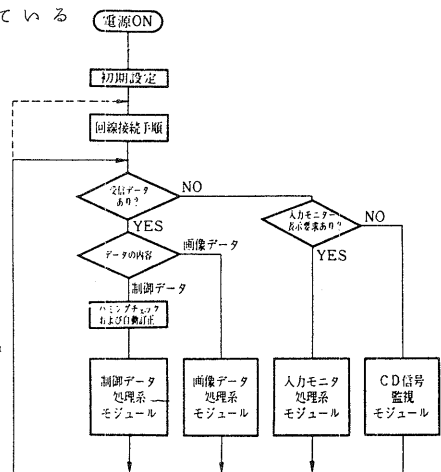 ている
電源ON
初期設定
回線接続手順
受信データ
あり?
NO
YES
入力モニター
表示要求あり?
NO
YES
データの内容
画像データ
制御データ
ハミングチェック
および自動訂正
制御データ
処理系
モジュール
画像データ
処理系
モジュール
入力モニタ
処理系
モジュール
CD信号
監視
モジュール